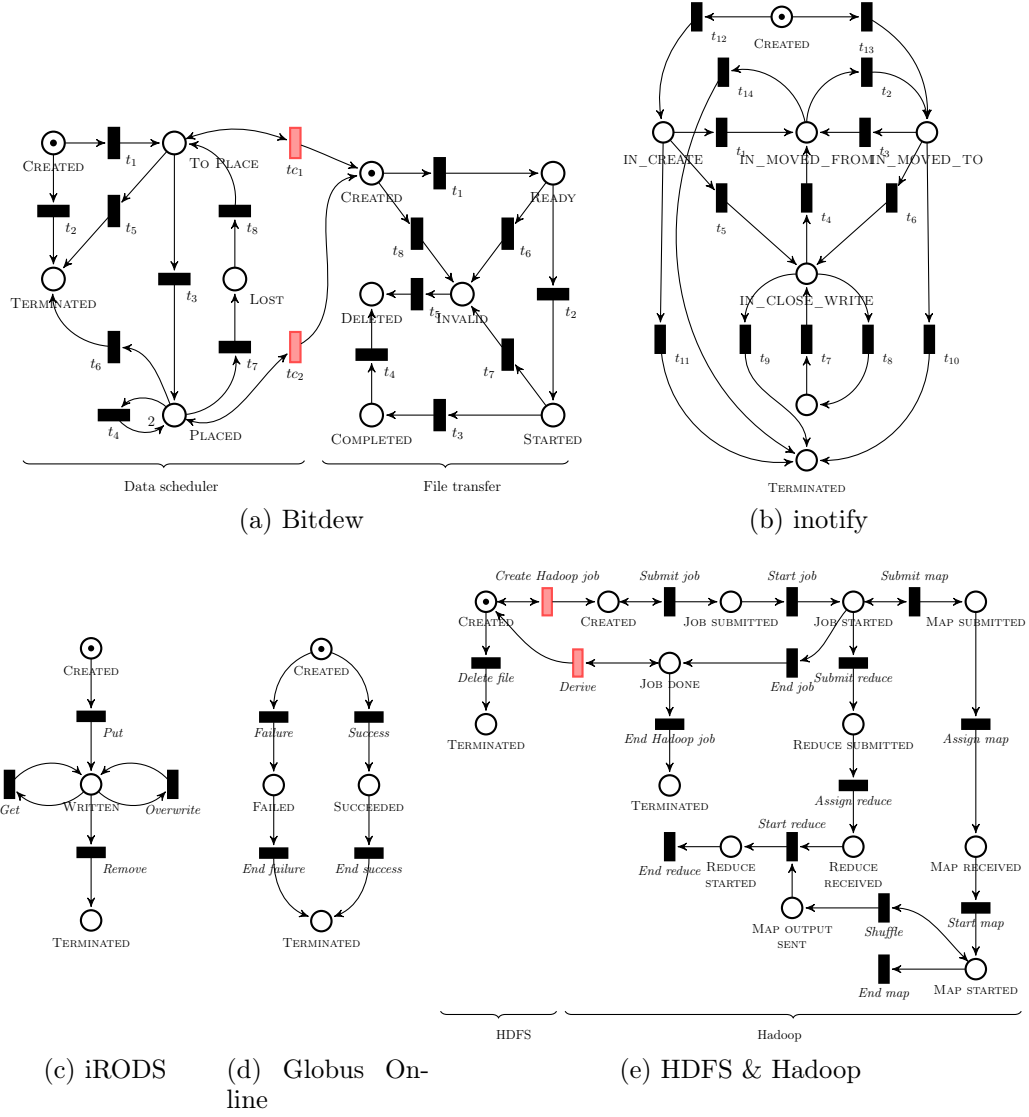 CREATED
t1
TO PLACE
tc1
t2
t5
TERMINATED
t3
t8
LOST
t6
t7
tc2
t4
2
PLACED
CREATED
t1
READY
t8
t6
DELETED
t5
INVALID
t2
t4
t7
COMPLETED
t3
STARTED
Data scheduler
File transfer
(a) Bitdew
t12
CREATED
t13
t14
t2
IN_CREATE
t1
IN_MOVED_FROM
t3
IN_MOVED_TO
t5
t4
t6
IN_CLOSE_WRITE
t11
t9
t7
t8
t10
TERMINATED
(b) inotify
CREATED
Put
Get
WRITTEN
Overwrite
Remove
TERMINATED
(c) iRODS
CREATED
Failure
Success
FAILED
SUCCEEDED
End failure
End success
TERMINATED
(d) Globus On-
line
Create Hadoop job
Submit job
Start job
Submit map
CREATED
CREATED
JOB SUBMITTED
JOB STARTED
MAP SUBMITTED
Delete file
Derive
JOB DONE
End job
Submit reduce
TERMINATED
End Hadoop job
REDUCE SUBMITTED
Assign map
TERMINATED
Assign reduce
Start reduce
End reduce
REDUCE
STARTED
REDUCE
RECEIVED
MAP RECEIVED
MAP OUTPUT
SENT
Shuffle
Start map
End map
MAP STARTED
HDFS
Hadoop
(e) HDFS & Hadoop